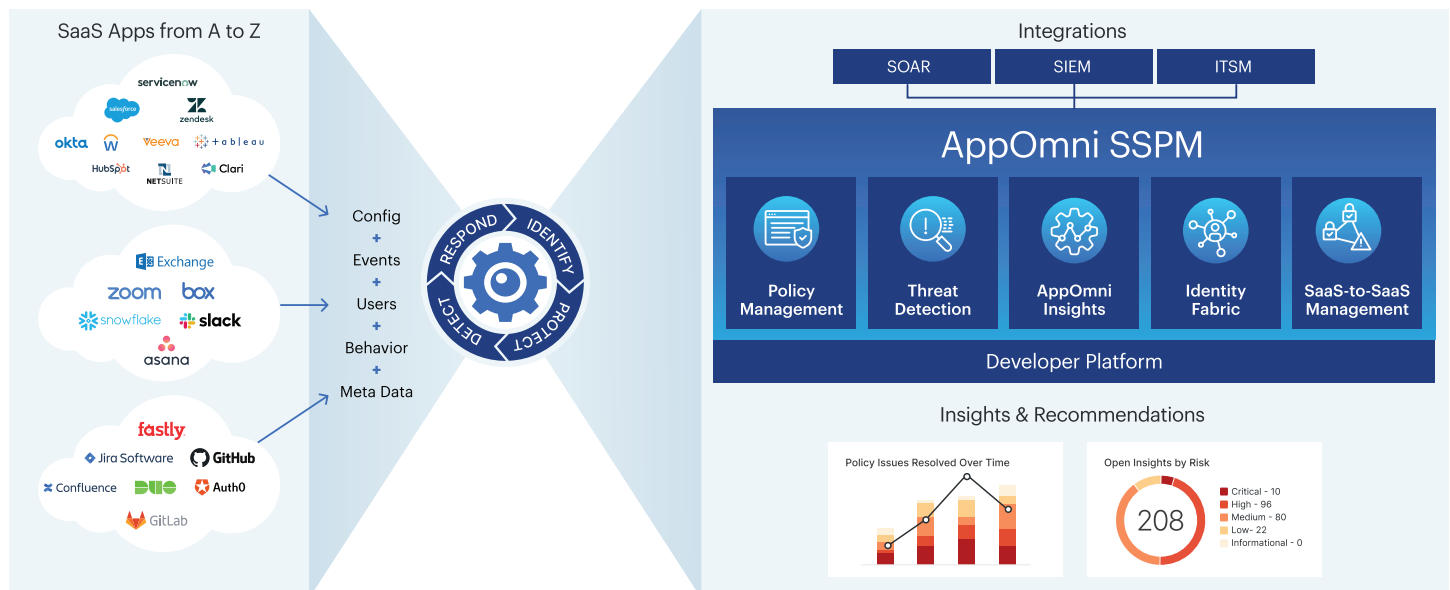 SaaS Apps from A to Z
servicenow
salesforce
zendesk
okta
W
veeva
+ a b | e a u
HubSpot
N
NETSUITE
Clari
E
Exchange
zoom
box
snowflake
slack
asana
fastly
Jira Software
GitHub
Confluence
DUO
Auth0
GitLab
Config
+
Events
+
Users
+
Behavior
+
Meta Data
RESPOND
IDENTIFY
PROTECT
DETECT
Integrations
SOAR
SIEM
ITSM
AppOmni SSPM
Policy
Management
Threat
Detection
AppOmni
Insights
Identity
Fabric
SaaS-to-SaaS
Management
Developer Platform
Insights & Recommendations
Policy Issues Resolved Over Time
Open Insights by Risk
208
Critical - 10
High - 96
Medium - 80
Low- 22
Informational - 0